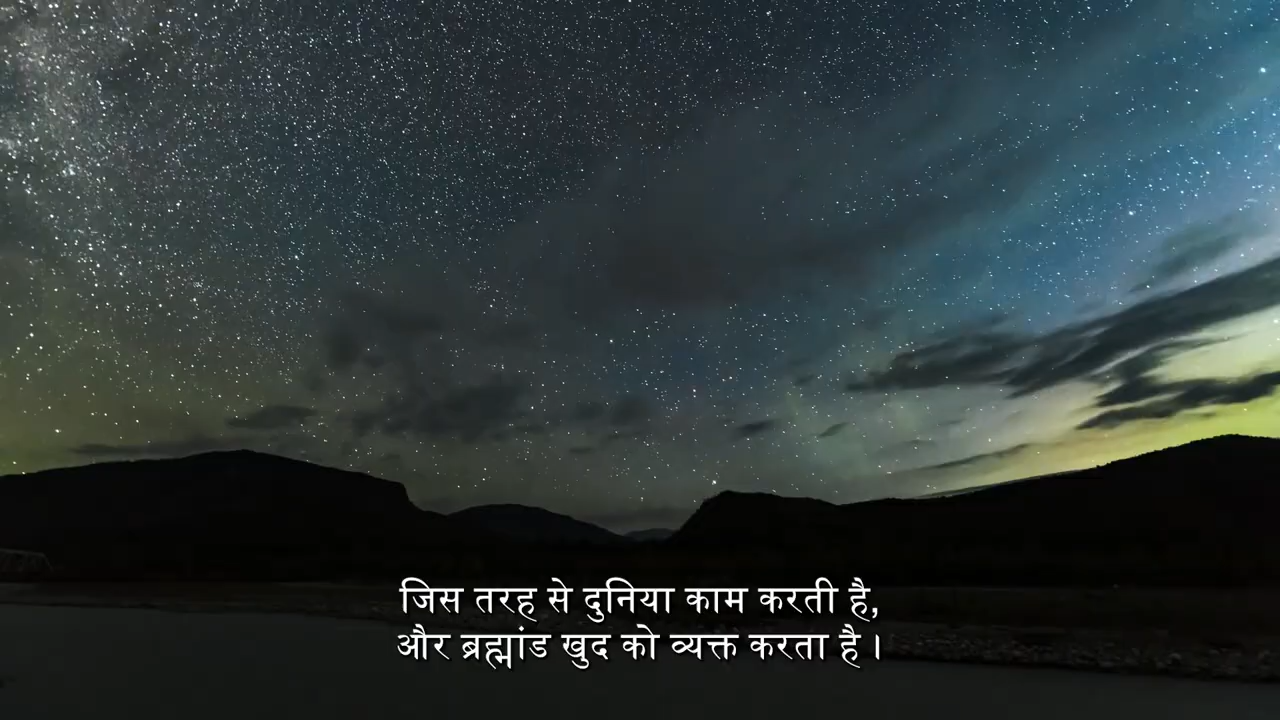 जिस तरह से दुनिया काम करती है,
और ब्रह्मांड खुद को व्यक्त करता है।